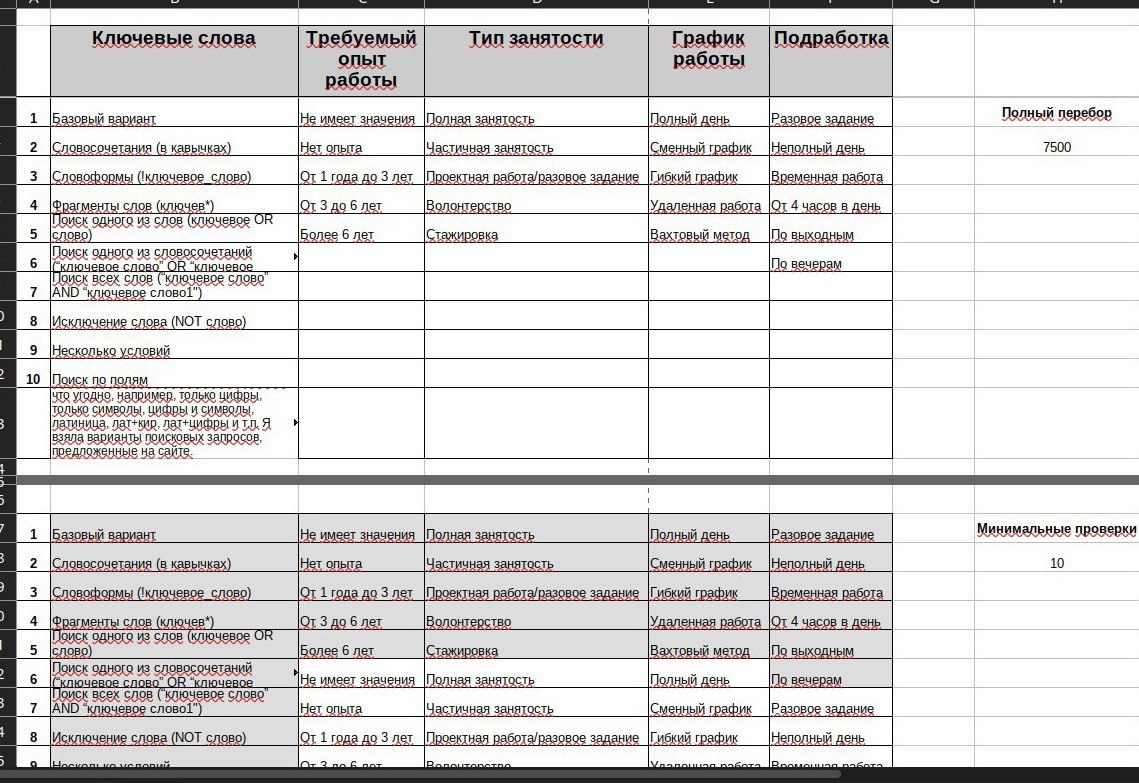 Ключевые слова Требуемый опыт работы Тип занятости График работы Подработка
1 Базовый вариант Не имеет значения Полная занятость Полный день Разовое задание Полный перебор
2 Словосочетания (в кавычках) Нет опыта Частичная занятость Сменный график Неполный день 7500
3 Словоформы (!ключевое_слово) От 1 года до 3 лет Проектная работа/разовое задание Гибкий график Временная работа
4 Фрагменты слов (ключев*) От 3 до 6 лет Волонтерство Удаленная работа От 4 часов в день
5 Поиск одного из слов (ключевое OR слово) Более 6 лет Стажировка Вахтовый метод По выходным
6 Поиск одного из словосочетаний (“ключевое слово” OR “ключевое По вечерам
7 Поиск всех слов (“ключевое слово” AND “ключевое слово1")
8 Исключение слова (NOT слово)
9 Несколько условий
10 Поиск по полям
что угодно, например, только цифры,
только символы, цифры и символы,
латиница, лат+кир. лат+цифры и т.п. Я
взяла варианты поисковых запросов,
предложенные на сайте.
1 Базовый вариант Не имеет значения Полная занятость Полный день Разовое задание Минимальные проверки
2 Словосочетания (в кавычках) Нет опыта Частичная занятость Сменный график Неполный день 10
3 Словоформы (!ключевое_слово) От 1 года до 3 лет Проектная работа/разовое задание Гибкий график Временная работа
4 Фрагменты слов (ключев*) От 3 до 6 лет Волонтерство Удаленная работа От 4 часов в день
5 Поиск одного из слов (ключевое OR слово) Более 6 лет Стажировка Вахтовый метод По выходным
6 Поиск одного из словосочетаний (“ключевое слово” OR “ключевое Не имеет значения Полная занятость Полный день По вечерам
7 Поиск всех слов (“ключевое слово” AND “ключевое слово1") Нет опыта Частичная занятость Сменный график Разовое задание
8 Исключение слова (NOT слово) От 1 года до 3 лет Проектная работа/разовое задание Гибкий график Неполный день
9 Несколько условий От 3 до 6 лет Волонтерство Удаленная работа Временная работа